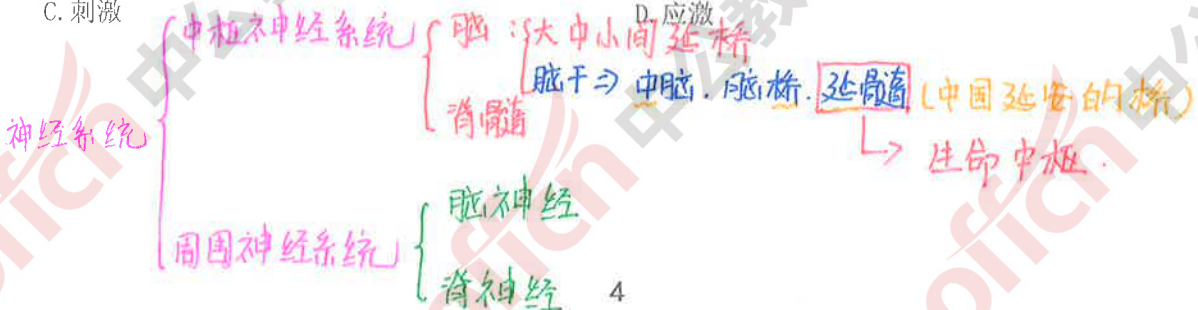 C.刺激
D.应激
中枢神经系统
脑：大中小间延桥
脑干⇒中脑.脑桥.延髓(中国延安的桥)
脊髓
→生命中枢.
神经系统
脑神经
周围神经系统
脊神经
4